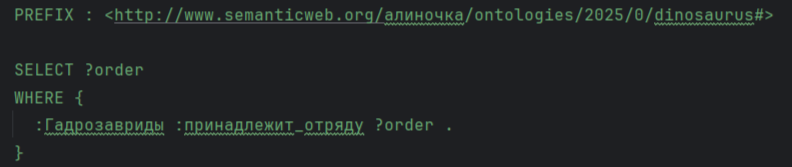 PREFIX : <http://www.semanticweb.org/алиночка/ontologies/2025/0/dinosaurus#>
SELECT ?order
WHERE {
:Гадрозавриды :принадлежит_отряду ?order .
}